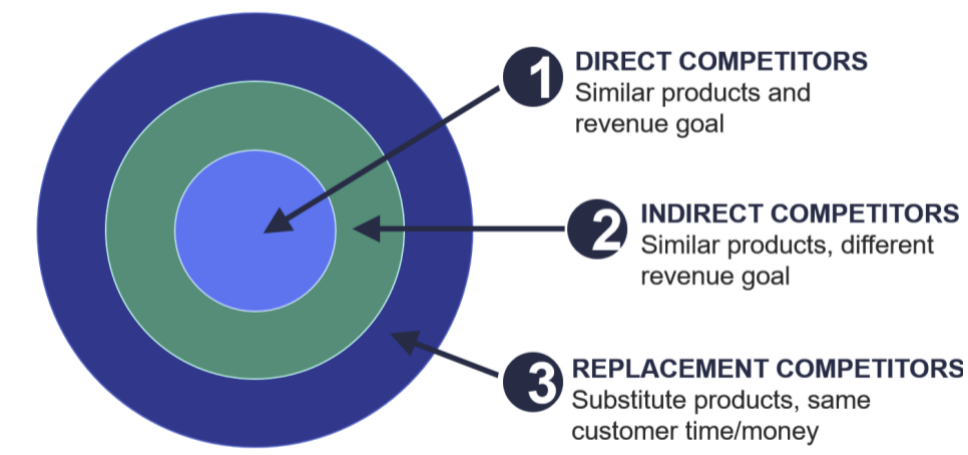 1
DIRECT COMPETITORS
Similar products and
revenue goal
2
INDIRECT COMPETITORS
Similar products, different
revenue goal
3
REPLACEMENT COMPETITORS
Substitute products, same
customer time/money